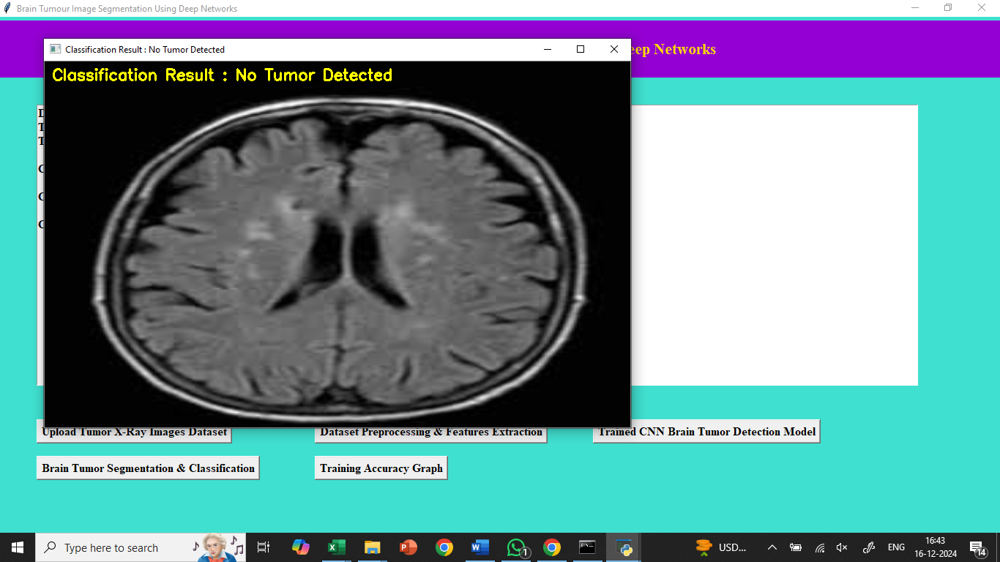 Brain Tumour Image Segmentation Using Deep Networks
Deep Networks
Classification Result : No Tumor Detected
Classification Result : No Tumor Detected
Upload Tumor X-Ray Images Dataset
Dataset Preprocessing & Features Extraction
Trained CNN Brain Tumor Detection Model
Brain Tumor Segmentation & Classification
Training Accuracy Graph
Type here to search
USD...
ENG
16:43
16-12-2024
1
14